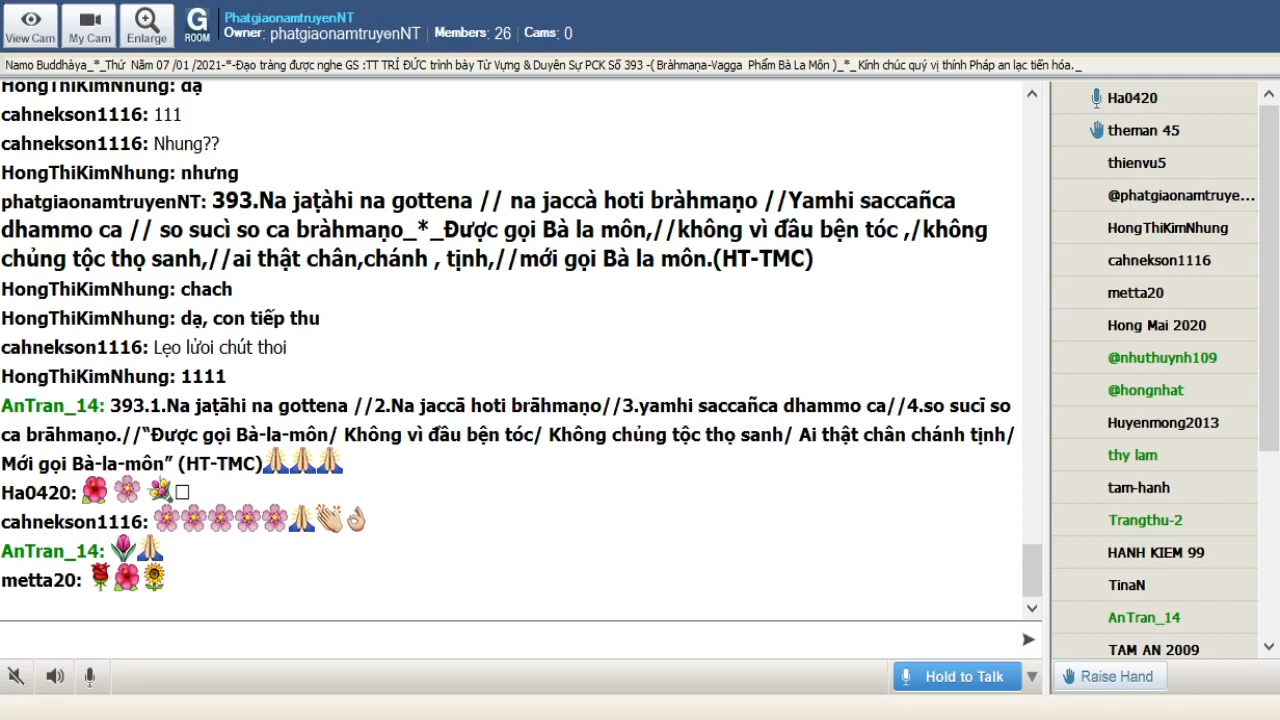 View Cam
My Cam
Enlarge
G
ROOM
PhatgiaonamtruyenNT
Owner: phatgiaonamtruyenNT | Members: 26 | Cams: 0
Namo Buddhàya_*_Thứ Năm 07 /01 /2021-*-Đạo tràng được nghe GS :TT TRÍ ĐỨC trình bày Từ Vựng & Duyên Sự PCK Số 393 -( Bràhmaṇa-Vagga Phẩm Bà La Môn )_*_ Kính chúc quý vị thính Pháp an lạc tiến hóa._
HongThiKimNhung: dạ
cahnekson1116: 111
cahnekson1116: Nhung??
HongThiKimNhung: nhưng
phatgiaonamtruyenNT: 393.Na jaṭàhi na gottena // na jaccà hoti bràhmaṇo //Yamhi saccañca
dhammo ca // so sucì so ca bràhmaṇo_*_Được gọi Bà la môn,//không vì đầu bện tóc ,/không
chủng tộc thọ sanh,//ai thật chân,chánh , tịnh,//mới gọi Bà la môn.(HT-TMC)
HongThiKimNhung: chach
HongThiKimNhung: dạ, con tiếp thu
cahnekson1116: Lẹo lưỡi chút thoi
HongThiKimNhung: 1111
AnTran_14: 393.1.Na jaṭāhi na gottena //2.Na jaccā hoti brāhmaṇo//3.yamhi saccañca dhammo ca//4.so sucī so
ca brāhmaṇo.//“Được gọi Bà-la-môn/ Không vì đầu bện tóc/ Không chủng tộc thọ sanh/ Ai thật chân chánh tịnh/
Mới gọi Bà-la-môn” (HT-TMC)🙏🙏🙏
Ha0420: 🌺 🌸 💐
cahnekson1116: 🌸🌸🌸🌸🌸🙏👏👌
AnTran_14: 🌷🙏
metta20: 🌹🌺🌻
Hold to Talk
Ha0420
theman 45
thienvu5
@phatgiaonamtruye...
HongThiKimNhung
cahnekson1116
metta20
Hong Mai 2020
@nhuthuynh109
@hongnhat
Huyenmong2013
thy lam
tam-hanh
Trangthu-2
HANH KIEM 99
TinaN
AnTran_14
TAM AN 2009
Raise Hand